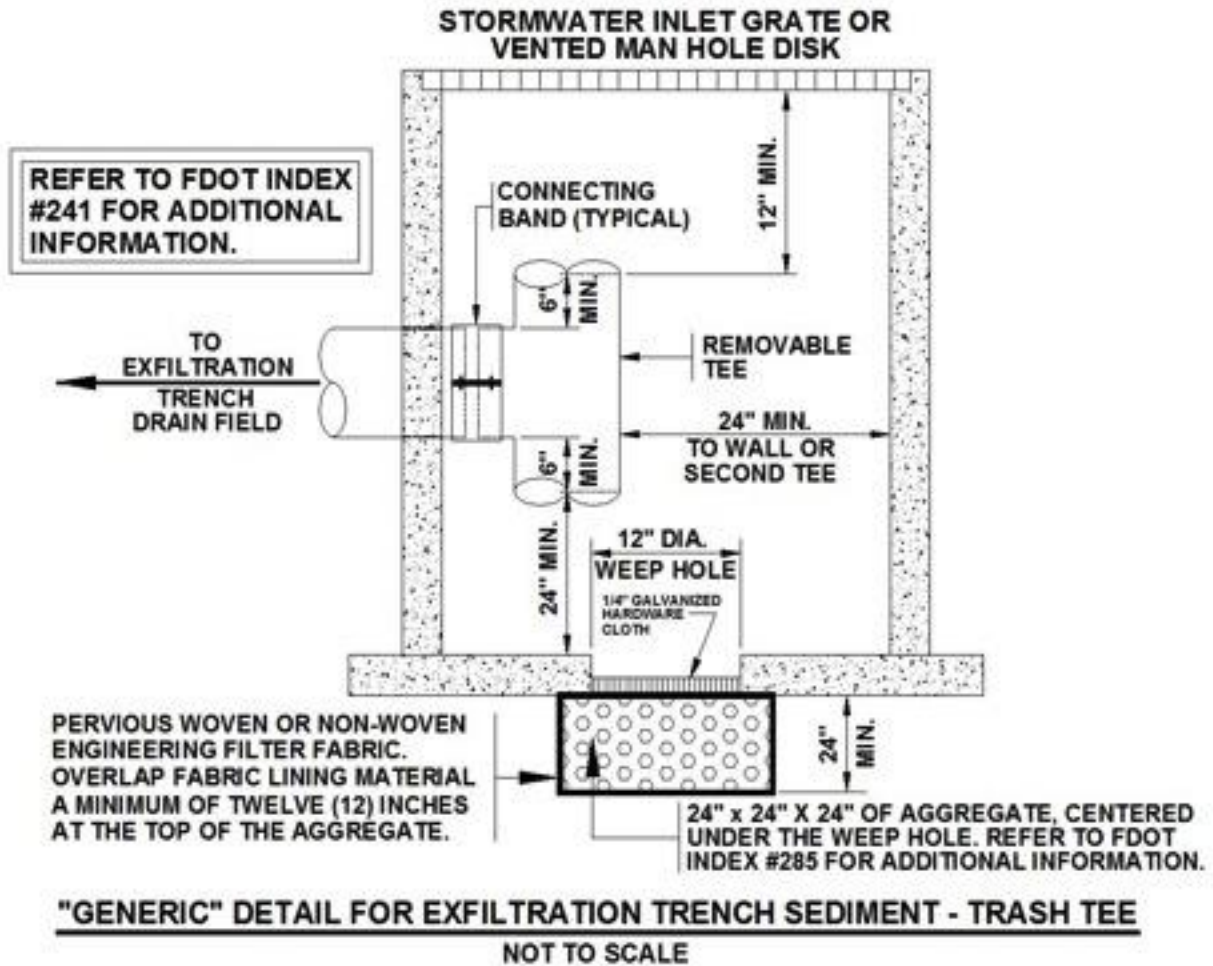 STORMWATER INLET GRATE OR
VENTED MAN HOLE DISK
REFER TO FDOT INDEX
#241 FOR ADDITIONAL
INFORMATION.
CONNECTING
BAND (TYPICAL)
12" MIN.
6"
MIN.
TO
EXFILTRATION
TRENCH
DRAIN FIELD
REMOVABLE
TEE
24" MIN.
TO WALL OR
SECOND TEE
6"
MIN.
24" MIN.
12" DIA.
WEEP HOLE
1/4" GALVANIZED
HARDWARE
CLOTH
PERVIOUS WOVEN OR NON-WOVEN
ENGINEERING FILTER FABRIC.
OVERLAP FABRIC LINING MATERIAL
A MINIMUM OF TWELVE (12) INCHES
AT THE TOP OF THE AGGREGATE.
24"
MIN.
24" x 24" X 24" OF AGGREGATE, CENTERED
UNDER THE WEEP HOLE. REFER TO FDOT
INDEX #285 FOR ADDITIONAL INFORMATION.
"GENERIC" DETAIL FOR EXFILTRATION TRENCH SEDIMENT - TRASH TEE
NOT TO SCALE